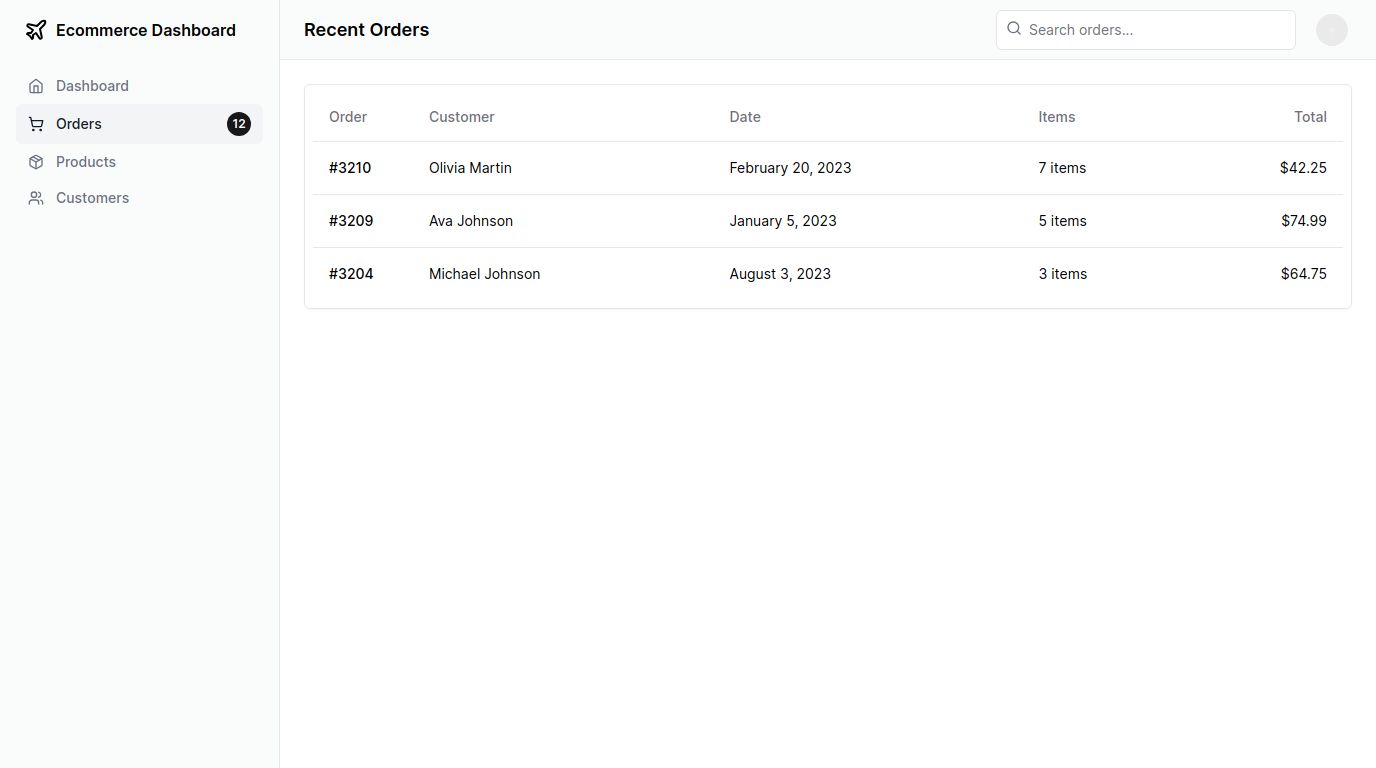 Ecommerce Dashboard
Dashboard
Orders 12
Products
Customers
Recent Orders
Search orders...
Order Customer Date Items Total
#3210 Olivia Martin February 20, 2023 7 items $42.25
#3209 Ava Johnson January 5, 2023 5 items $74.99
#3204 Michael Johnson August 3, 2023 3 items $64.75